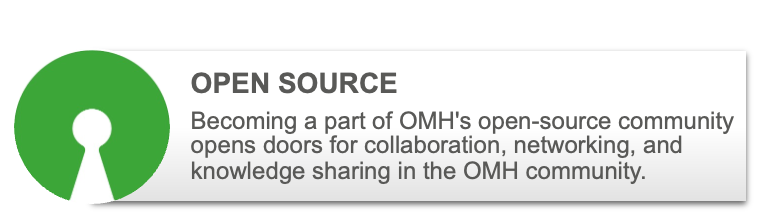 OPEN SOURCE
Becoming a part of OMH's open-source community
opens doors for collaboration, networking, and
knowledge sharing in the OMH community.